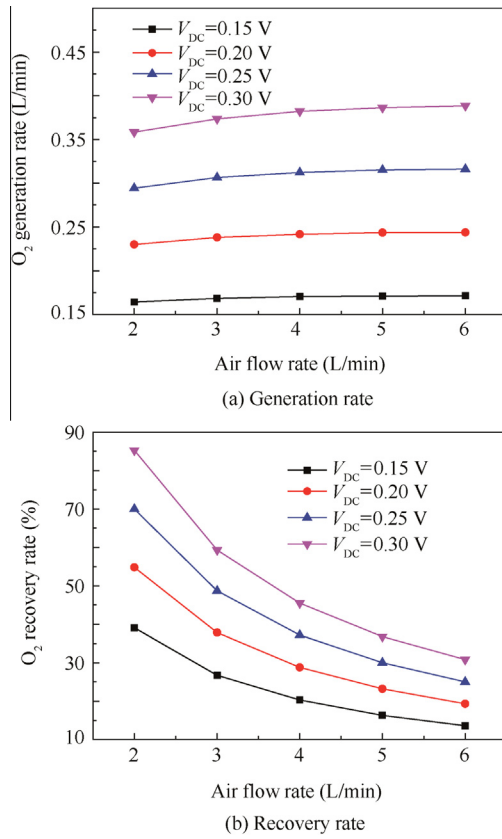 0.45
0.35
0.25
0.15
O₂ generation rate (L/min)
V_DC=0.15 V
V_DC=0.20 V
V_DC=0.25 V
V_DC=0.30 V
2 3 4 5 6
Air flow rate (L/min)
(a) Generation rate
90
70
50
30
10
O₂ recovery rate (%)
V_DC=0.15 V
V_DC=0.20 V
V_DC=0.25 V
V_DC=0.30 V
2 3 4 5 6
Air flow rate (L/min)
(b) Recovery rate